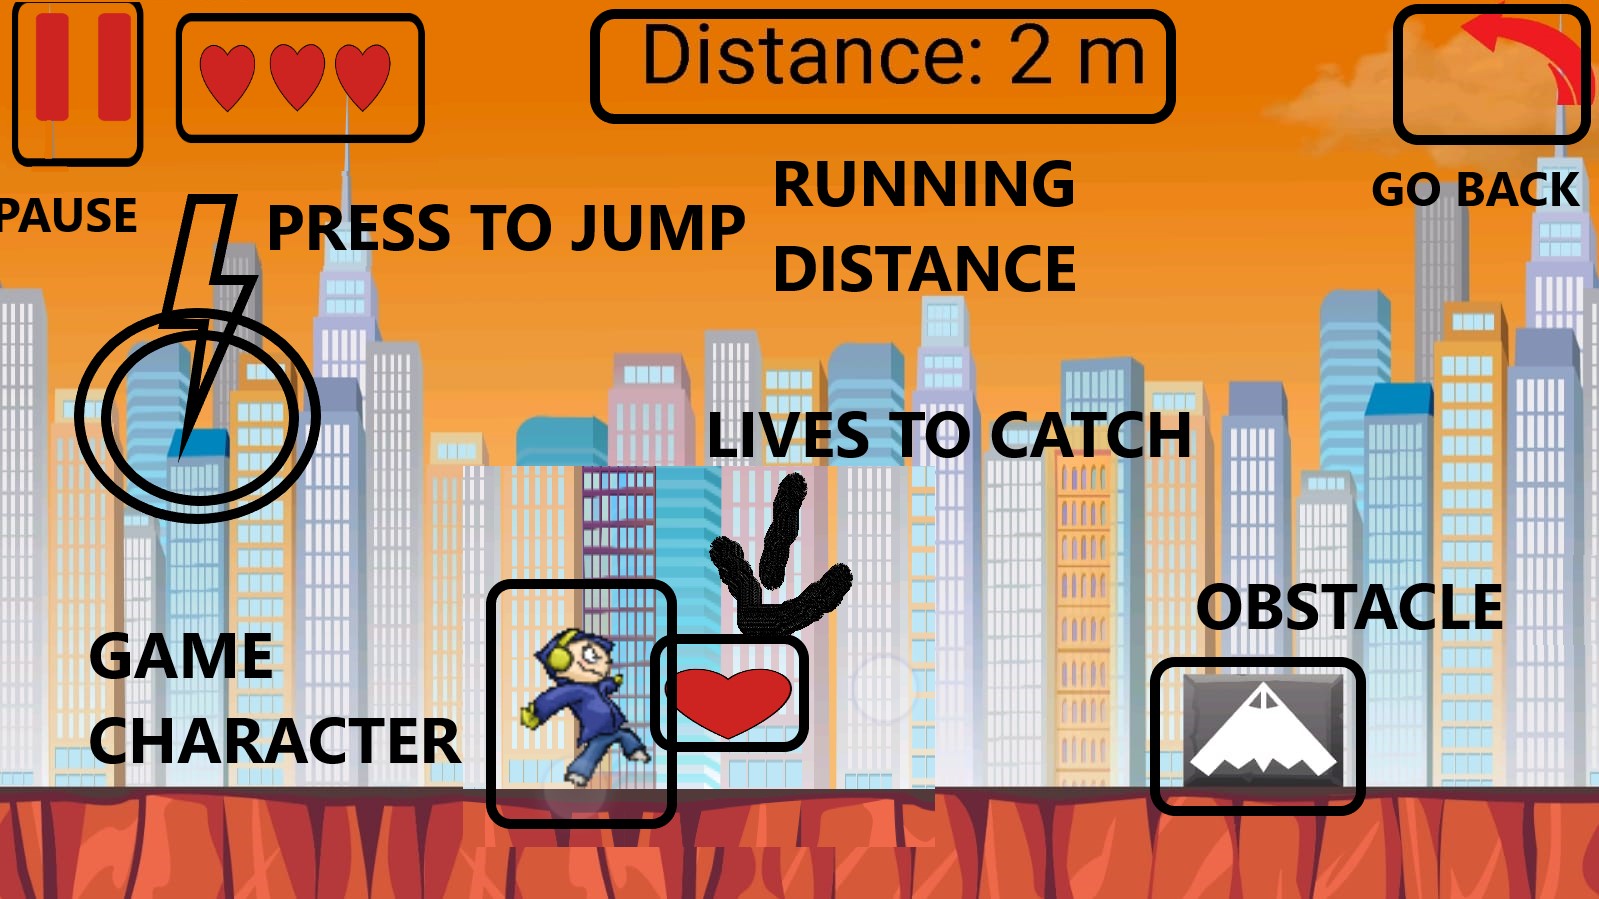 Distance: 2 m
PAUSE
PRESS TO JUMP
RUNNING
DISTANCE
GO BACK
LIVES TO CATCH
GAME
CHARACTER
OBSTACLE